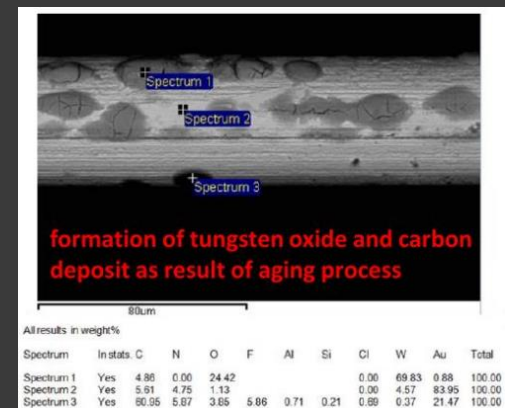 Spectrum 1
Spectrum 2
Spectrum 3
formation of tungsten oxide and carbon
deposit as result of aging process
80um
All results in weight%
Spectrum In stats. C N O F Al Si Cl W Au Total
Spectrum 1 Yes 4.86 0.00 24.42 0.00 69.83 0.88 100.00
Spectrum 2 Yes 5.61 4.75 1.13 0.00 4.57 83.95 100.00
Spectrum 3 Yes 60.95 5.87 3.85 5.86 0.71 0.21 0.69 0.37 21.47 100.00